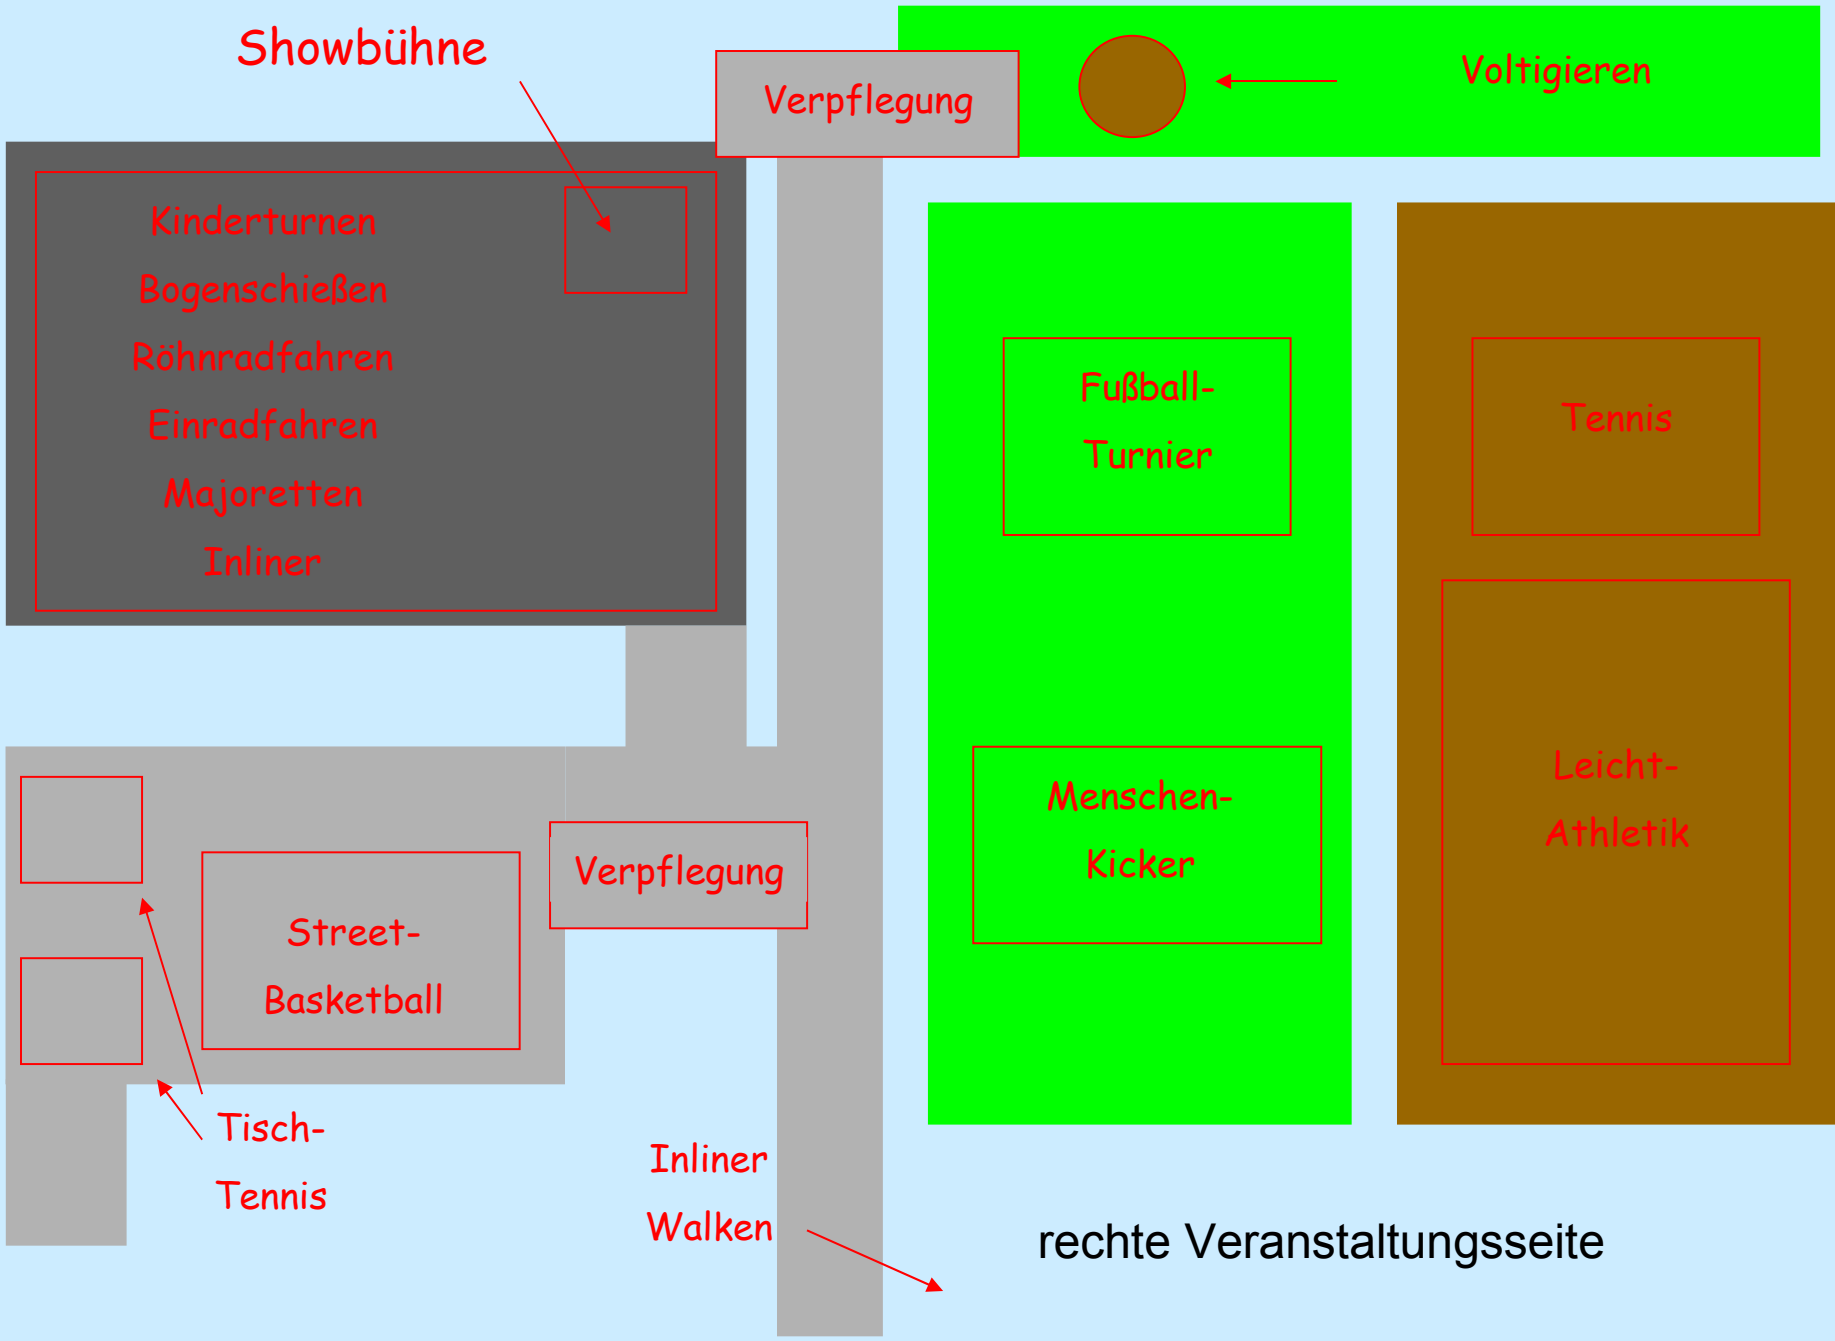 Showbühne
Verpflegung
Voltigieren
Kinderturnen
Bogenschießen
Röhnradfahren
Einradfahren
Majoretten
Inliner
Fußball-
Turnier
Tennis
Menschen-
Kicker
Leicht-
Athletik
Verpflegung
Street-
Basketball
Tisch-
Tennis
Inliner
Walken
rechte Veranstaltungsseite